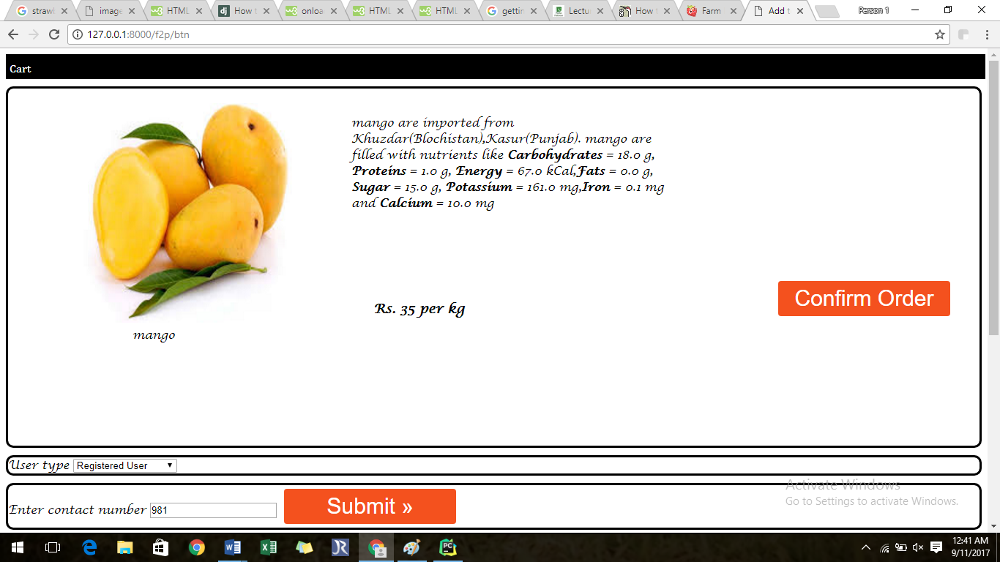 strawl
image
HTML
How t
onloa
HTML
HTML
gettin
Lectu
How t
Farm
Add t
Person 1
127.0.0.1:8000/f2p/btn
Cart
mango are imported from
Khuzdar(Blochistan),Kasur(Punjab). mango are
filled with nutrients like Carbohydrates = 18.0 g,
Proteins = 1.0 g, Energy = 67.0 kCal,Fats = 0.0 g,
Sugar = 15.0 g, Potassium = 161.0 mg,Iron = 0.1 mg
and Calcium = 10.0 mg
Confirm Order
Rs. 35 per kg
mango
User type Registered User
Activate Windows
Go to Settings to activate Windows.
Enter contact number 981 Submit »
12:41 AM
9/11/2017